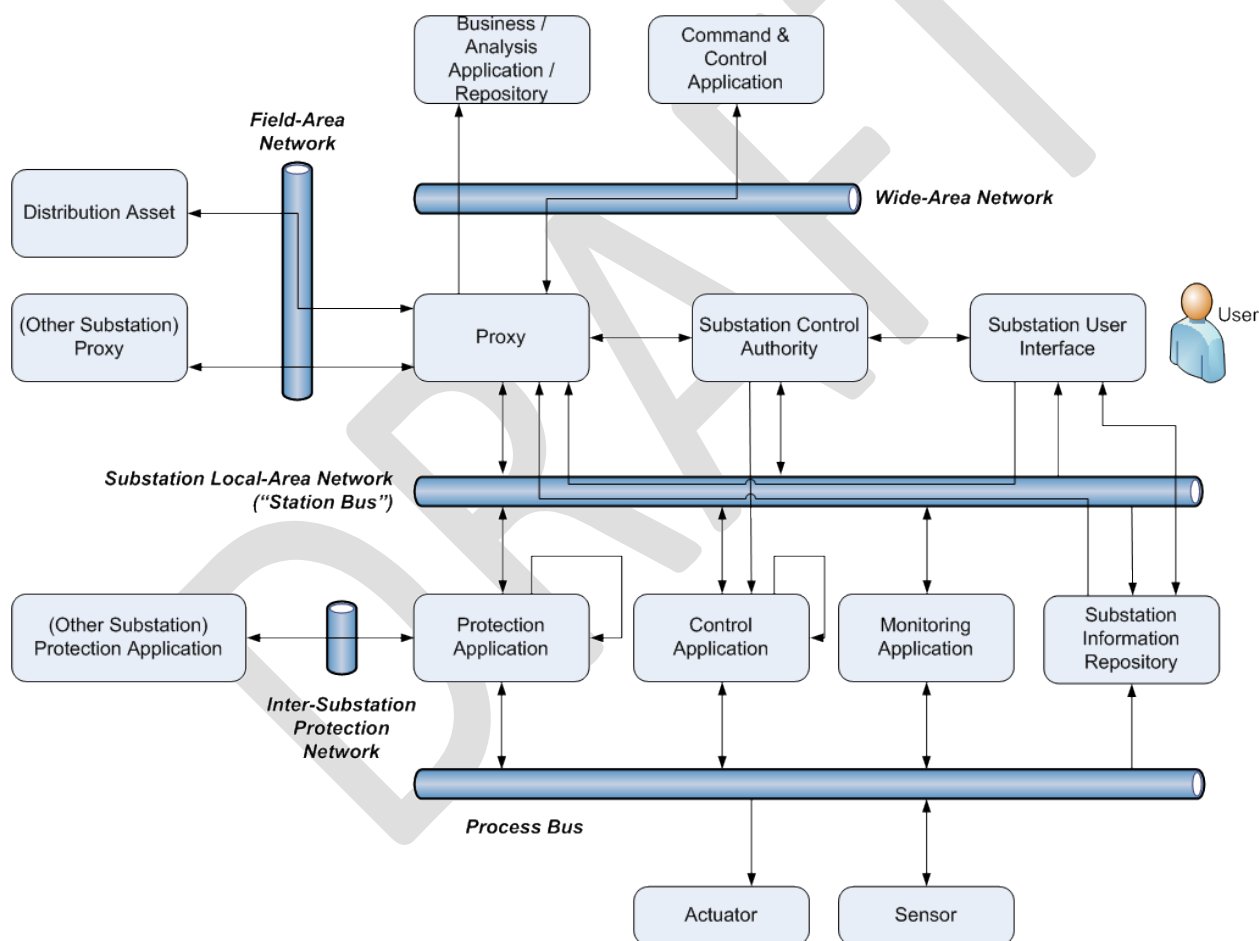 Business /
Analysis
Application /
Repository
Command &
Control
Application
Field-Area
Network
Wide-Area Network
Distribution Asset
(Other Substation)
Proxy
Proxy
Substation Control
Authority
Substation User
Interface
User
Substation Local-Area Network
(“Station Bus”)
(Other Substation)
Protection Application
Protection
Application
Control
Application
Monitoring
Application
Substation
Information
Repository
Inter-Substation
Protection
Network
Process Bus
Actuator
Sensor
DRAFT